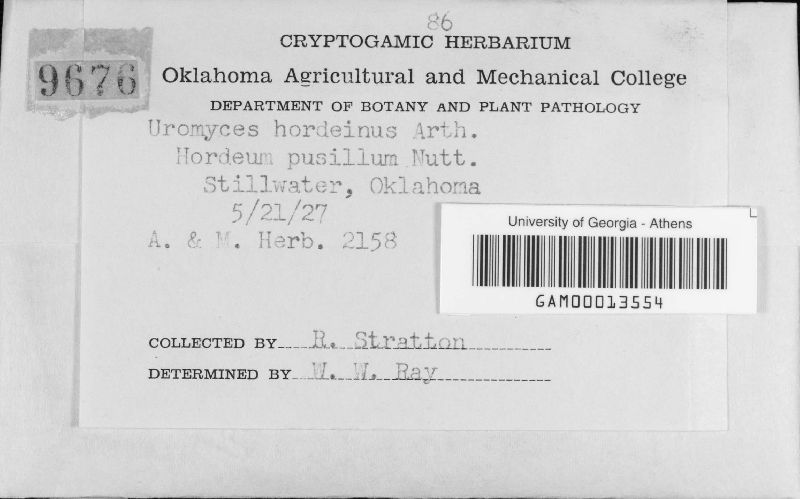 86
CRYPTOGAMIC HERBARIUM
9676
Oklahoma Agricultural and Mechanical College
DEPARTMENT OF BOTANY AND PLANT PATHOLOGY
Uromyces hordeinus Arth.
Hordeum pusillum Nutt.
Stillwater, Oklahoma
5/21/27
A. & M. Herb. 2158
University of Georgia - Athens
GAM00013554
COLLECTED BY R. Stratton
DETERMINED BY W. W. Ray